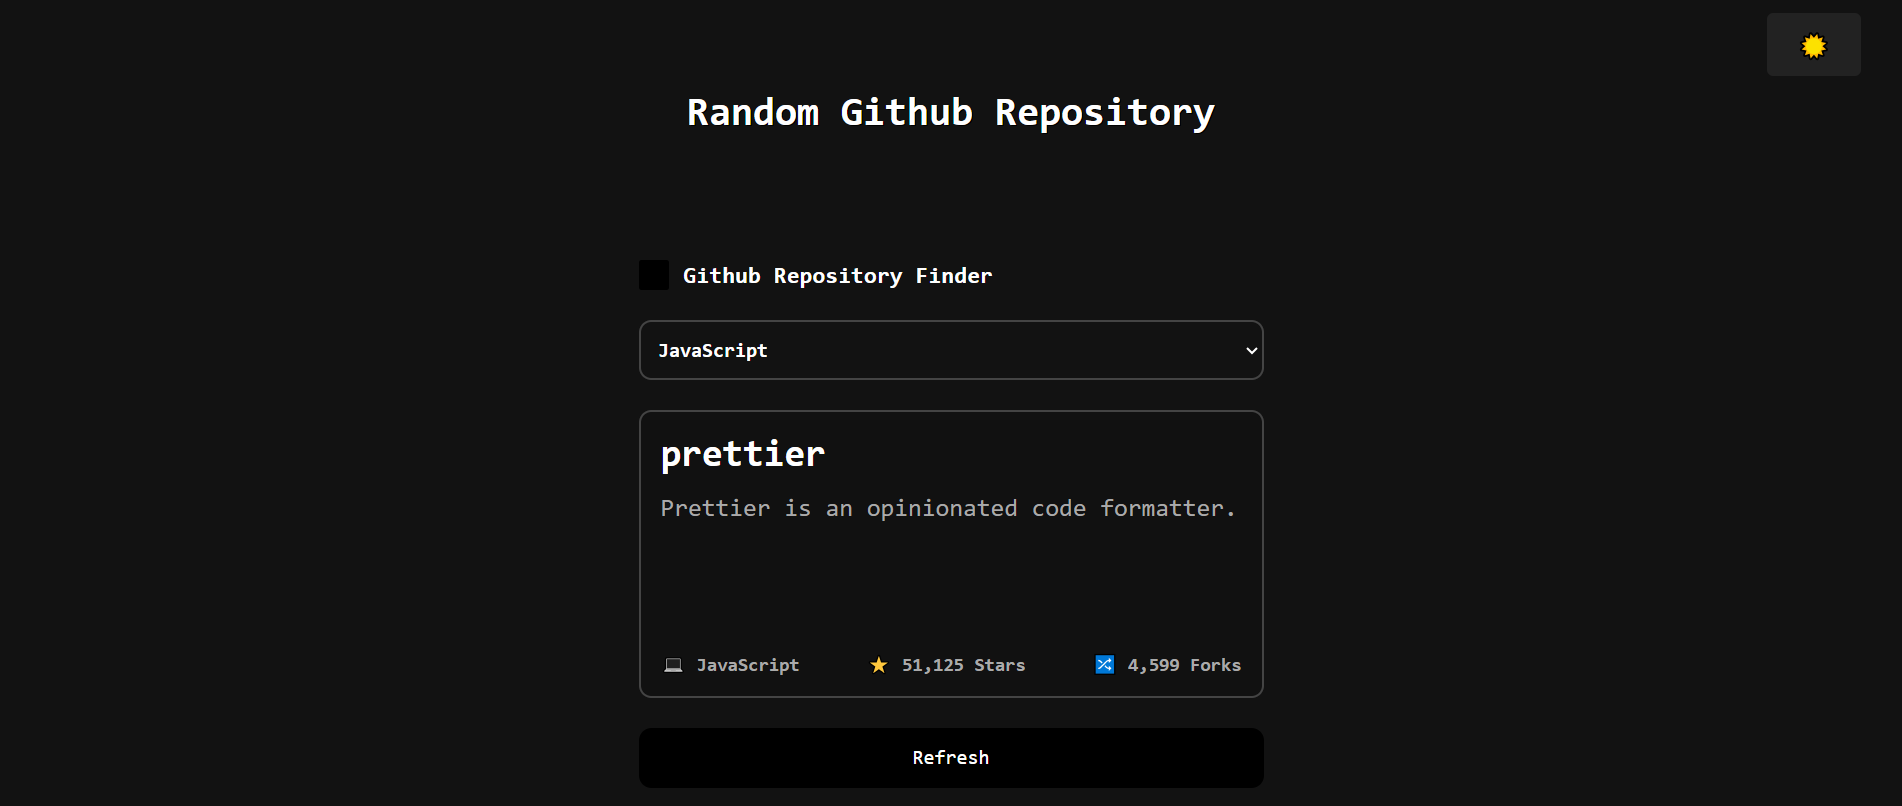 Random Github Repository
Github Repository Finder
JavaScript
prettier
Prettier is an opinionated code formatter.
JavaScript
51,125 Stars
4,599 Forks
Refresh